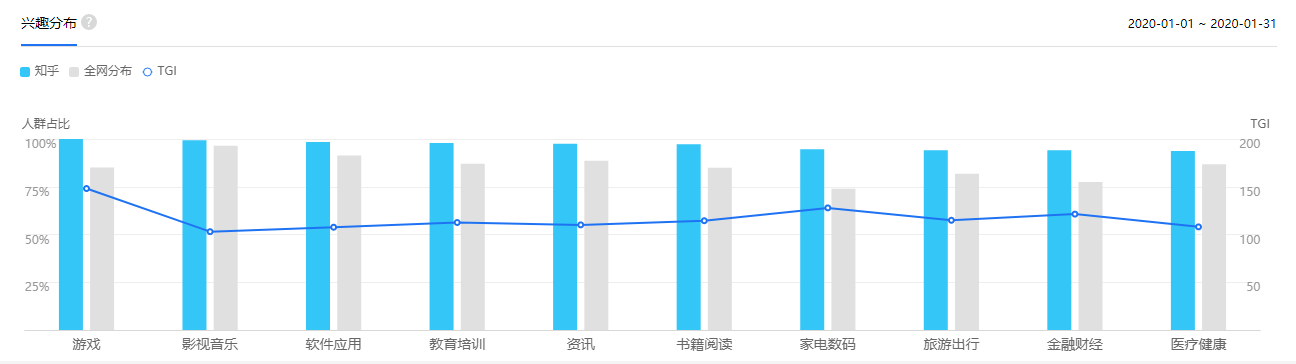 兴趣分布 ?
2020-01-01 ~ 2020-01-31
知乎 全网分布 TGI
人群占比 TGI
100% 200
75% 150
50% 100
25% 50
游戏 影视音乐 软件应用 教育培训 资讯 书籍阅读 家电数码 旅游出行 金融财经 医疗健康